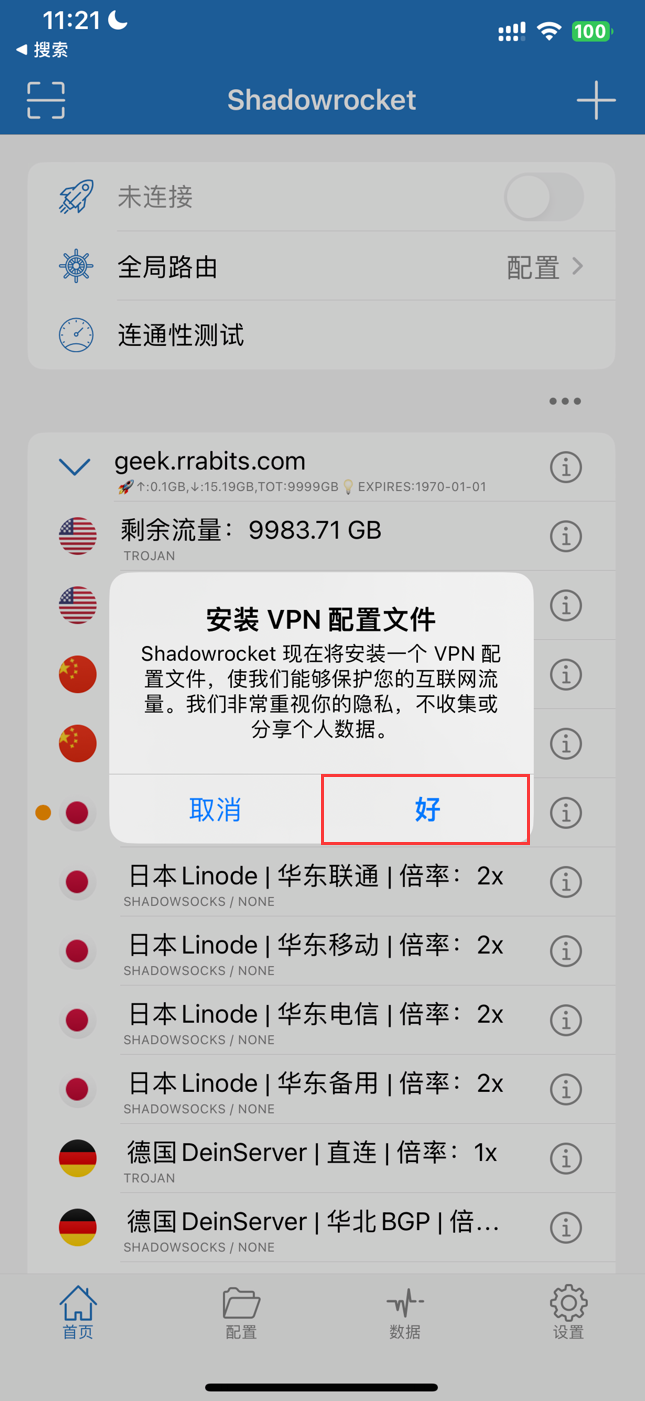 11:21
100
◀ 搜索
Shadowrocket
未连接
全局路由
配置
连通性测试
geek.rrabits.com
🚀↑:0.1GB,↓:15.19GB,TOT:9999GB💡EXPIRES:1970-01-01
剩余流量：9983.71 GB
TROJAN
安装 VPN 配置文件
Shadowrocket 现在将安装一个 VPN 配
置文件，使我们能够保护您的互联网流
量。我们非常重视你的隐私，不收集或
分享个人数据。
取消
好
日本 Linode | 华东联通 | 倍率：2x
SHADOWSOCKS / NONE
日本 Linode | 华东移动 | 倍率：2x
SHADOWSOCKS / NONE
日本 Linode | 华东电信 | 倍率：2x
SHADOWSOCKS / NONE
日本 Linode | 华东备用 | 倍率：2x
SHADOWSOCKS / NONE
德国 DeinServer | 直连 | 倍率：1x
TROJAN
德国 DeinServer | 华北 BGP | 倍…
SHADOWSOCKS / NONE
首页
配置
数据
设置